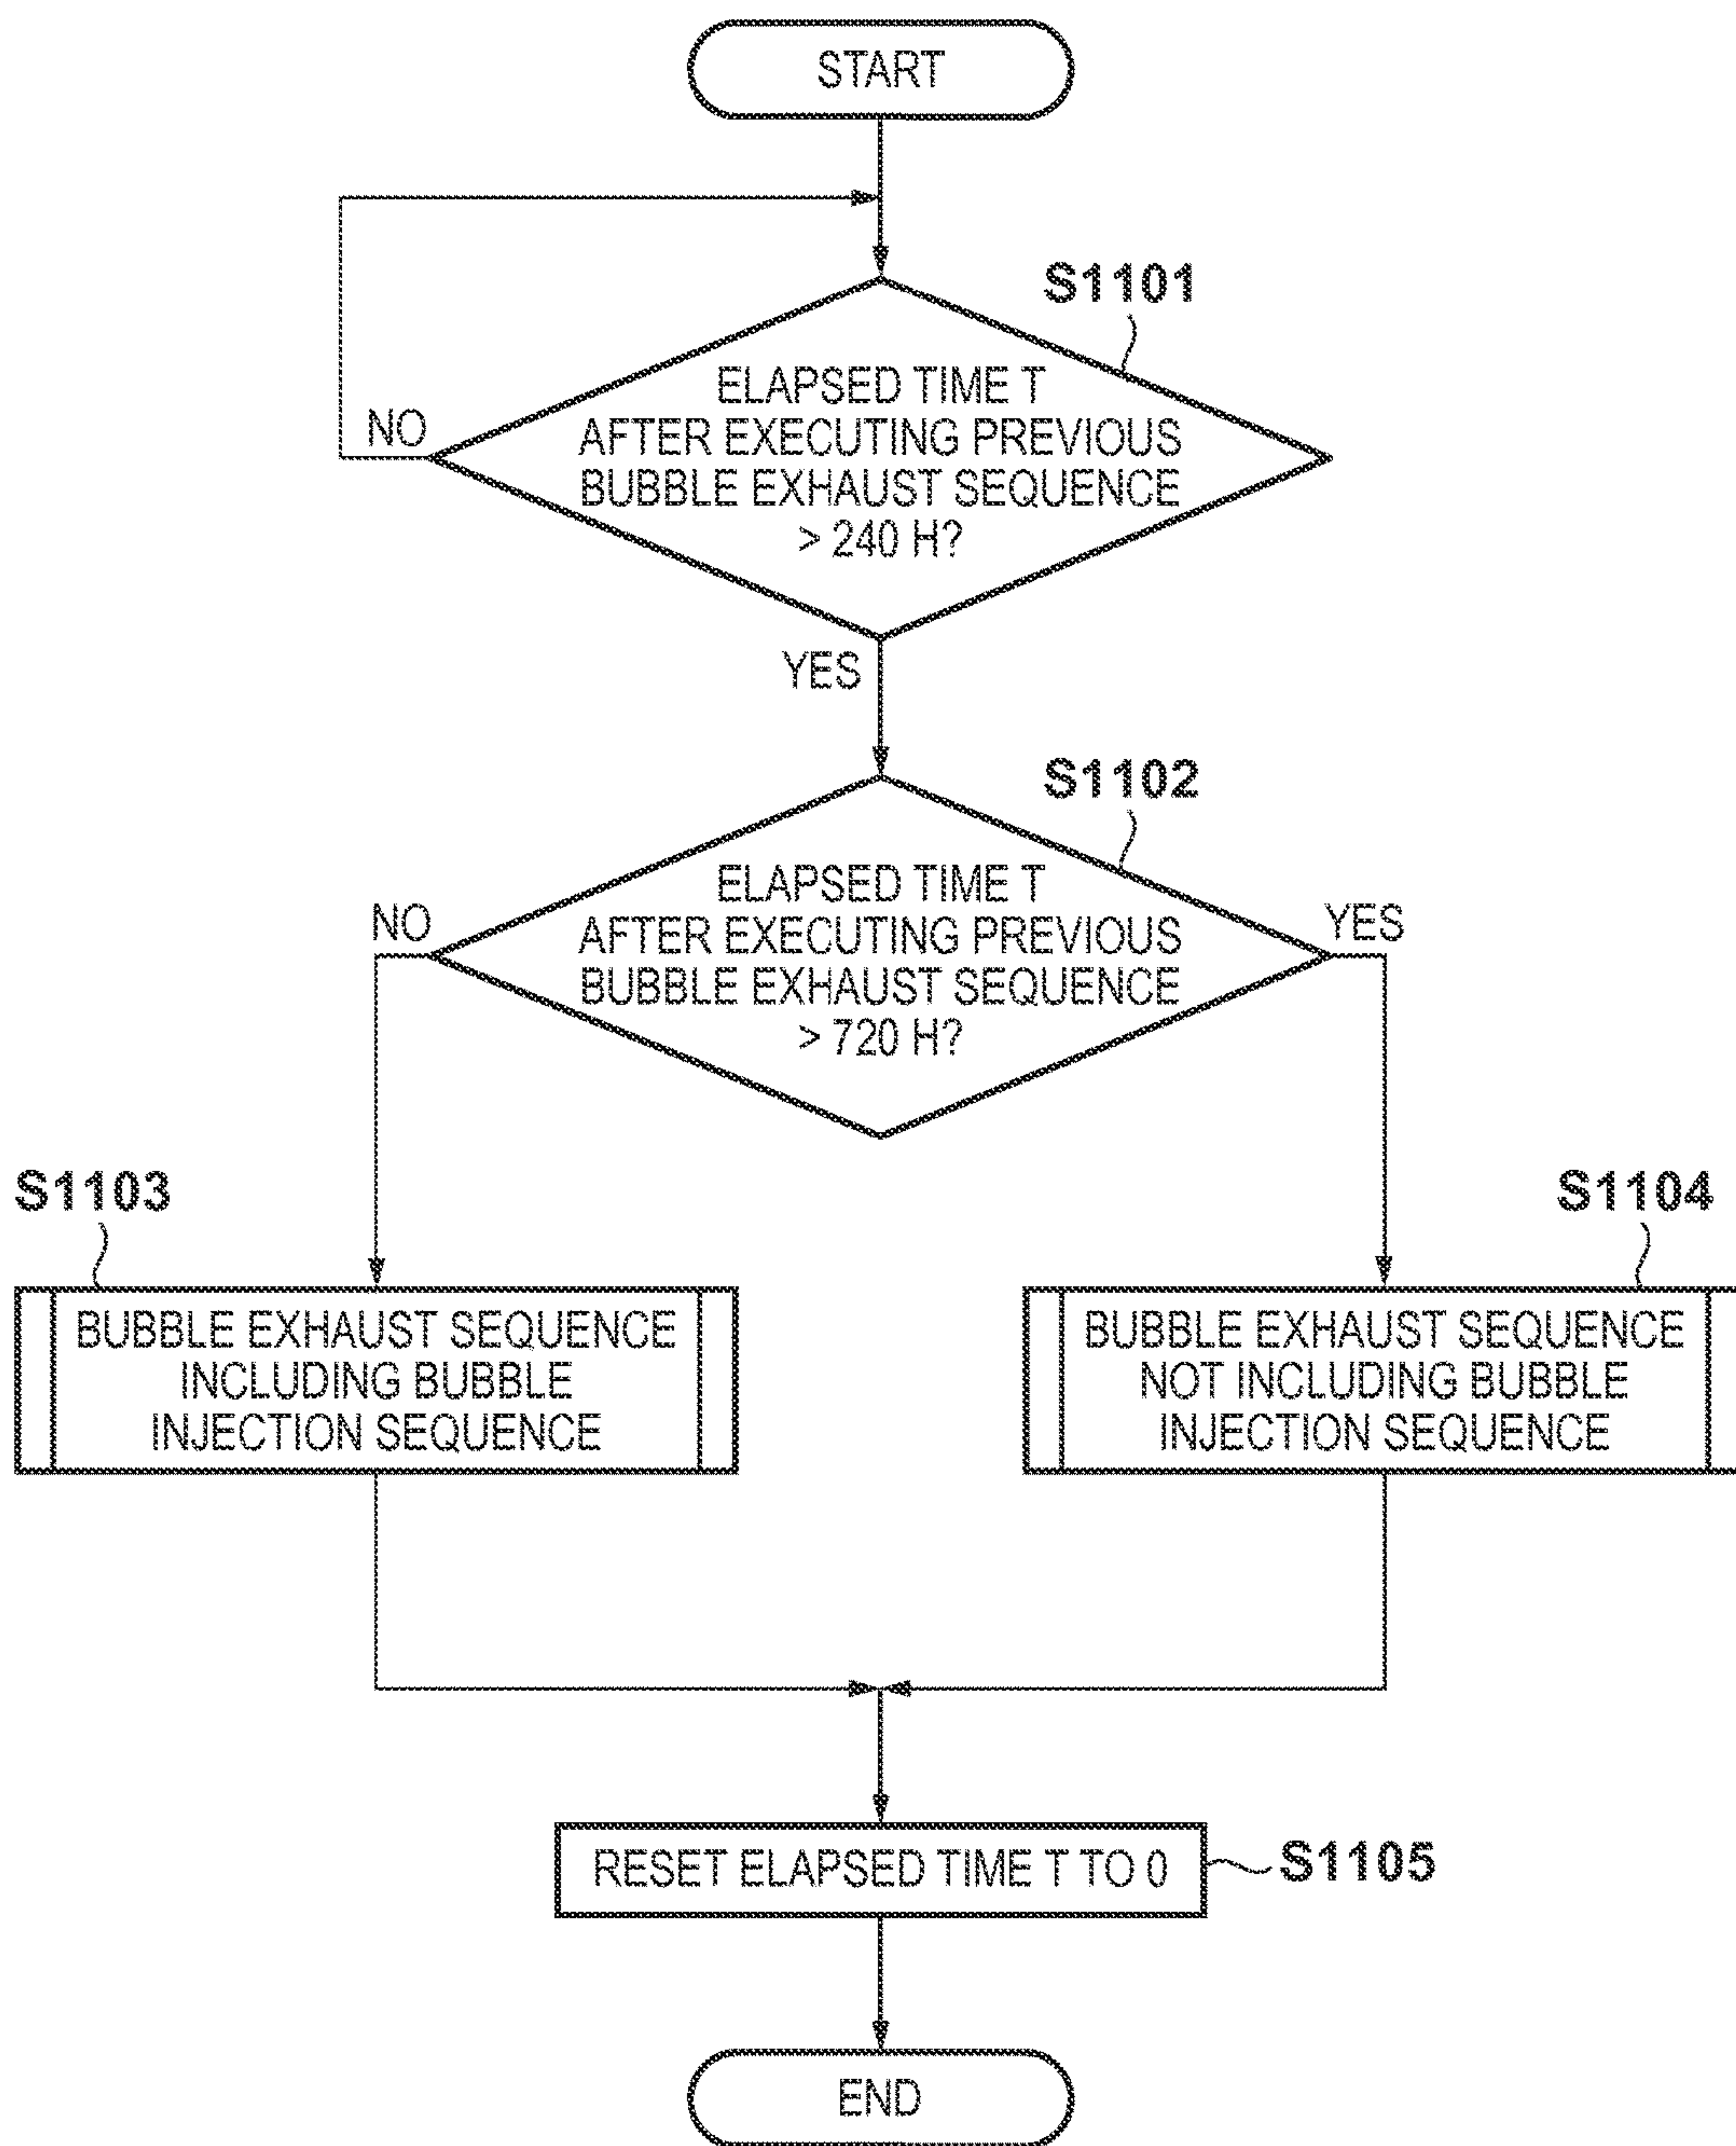 START
S1101
ELAPSED TIME T
AFTER EXECUTING PREVIOUS
BUBBLE EXHAUST SEQUENCE
> 240 H?
NO
YES
S1102
ELAPSED TIME T
AFTER EXECUTING PREVIOUS
BUBBLE EXHAUST SEQUENCE
> 720 H?
NO
YES
S1103
BUBBLE EXHAUST SEQUENCE
INCLUDING BUBBLE
INJECTION SEQUENCE
S1104
BUBBLE EXHAUST SEQUENCE
NOT INCLUDING BUBBLE
INJECTION SEQUENCE
RESET ELAPSED TIME T TO 0
S1105
END